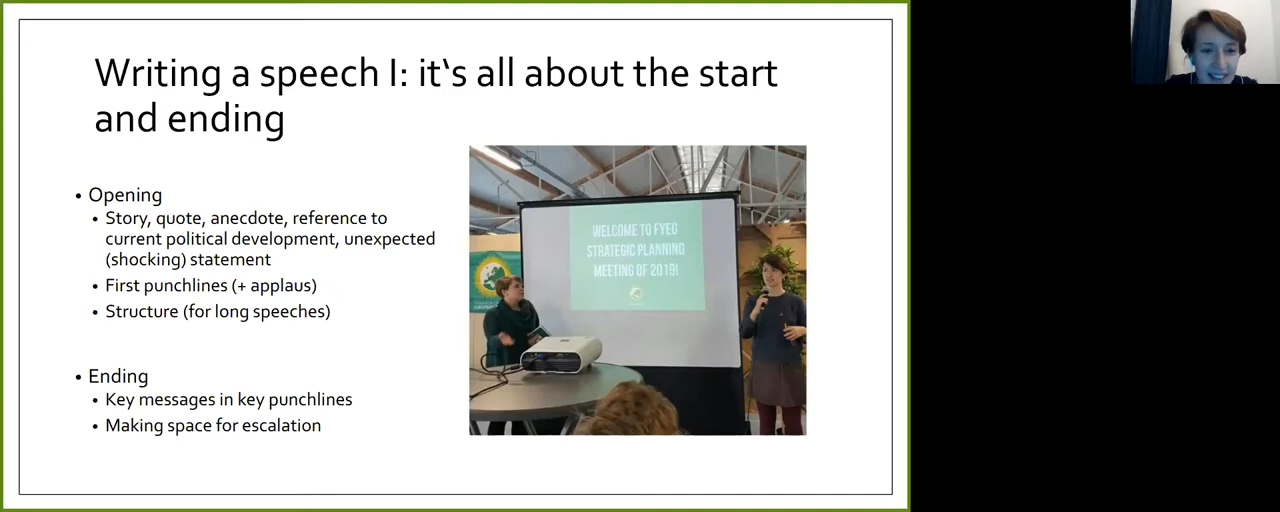 Writing a speech I: it‘s all about the start
and ending
• Opening
• Story, quote, anecdote, reference to
current political development, unexpected
(shocking) statement
• First punchlines (+ applaus)
• Structure (for long speeches)
• Ending
• Key messages in key punchlines
• Making space for escalation
WELCOME TO FYEG
STRATEGIC PLANNING
MEETING OF 2019!